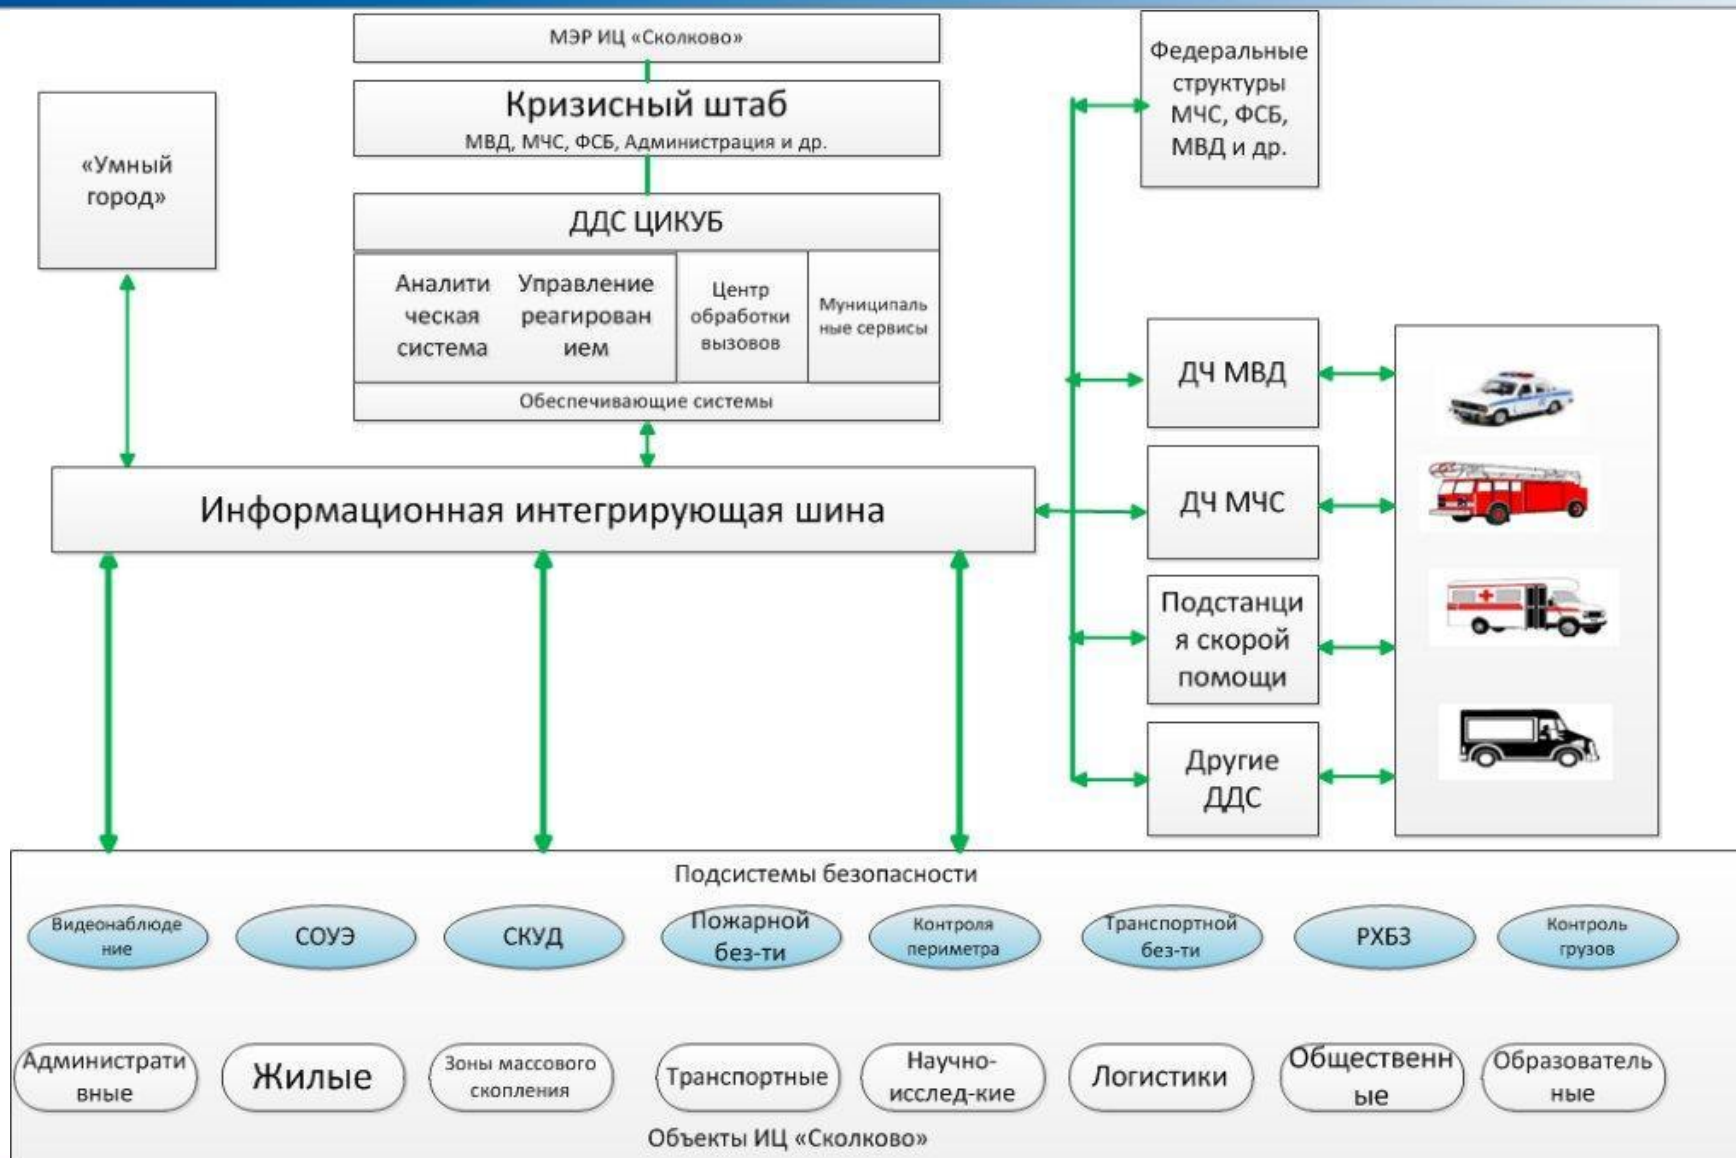 МЭР ИЦ «Сколково»
Кризисный штаб
МВД, МЧС, ФСБ, Администрация и др.
«Умный
город»
Федеральные
структуры
МЧС, ФСБ,
МВД и др.
ДДС ЦИКУБ
Аналити
ческая
система
Управление
реагирован
ием
Центр
обработки
вызовов
Муниципаль
ные сервисы
Обеспечивающие системы
Информационная интегрирующая шина
ДЧ МВД
ДЧ МЧС
Подстанци
я скорой
помощи
Другие
ДДС
Подсистемы безопасности
Видеонаблюде
ние
СОУЭ
СКУД
Пожарной
без-ти
Контроля
периметра
Транспортной
без-ти
РХБЗ
Контроль
грузов
Административ
вные
Жилые
Зоны массового
скопления
Транспортные
Научно-
исслед-кие
Логистики
Общественн
ые
Образователь
ные
Объекты ИЦ «Сколково»